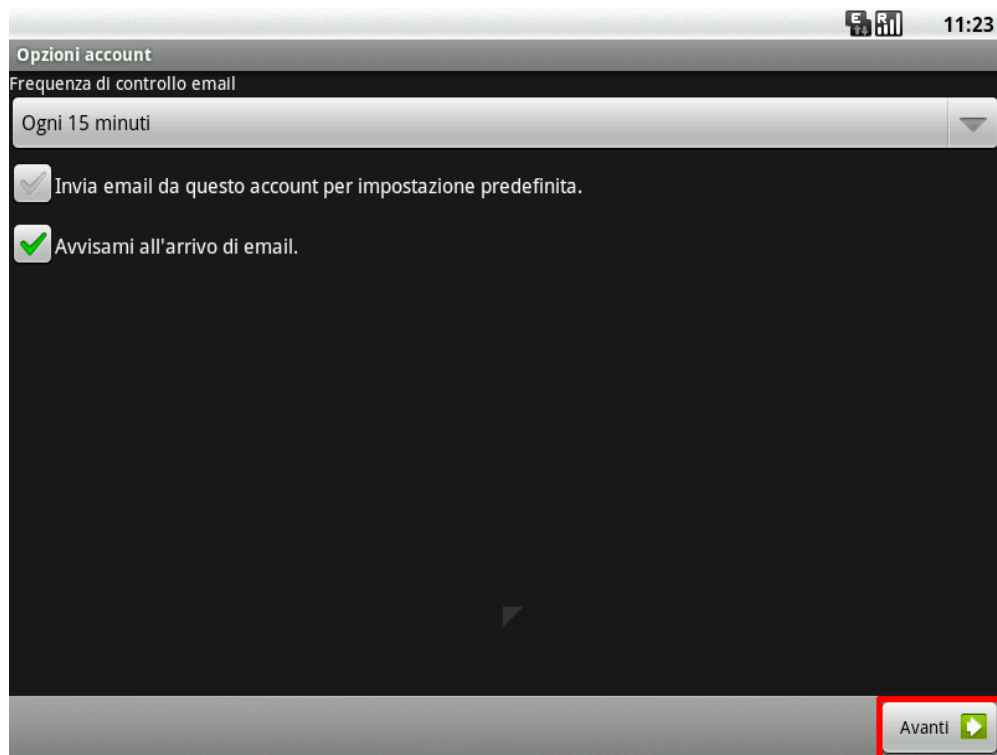 E R 11:23
Opzioni account
Frequenza di controllo email
Ogni 15 minuti
Invia email da questo account per impostazione predefinita.
Avvisami all'arrivo di email.
Avanti